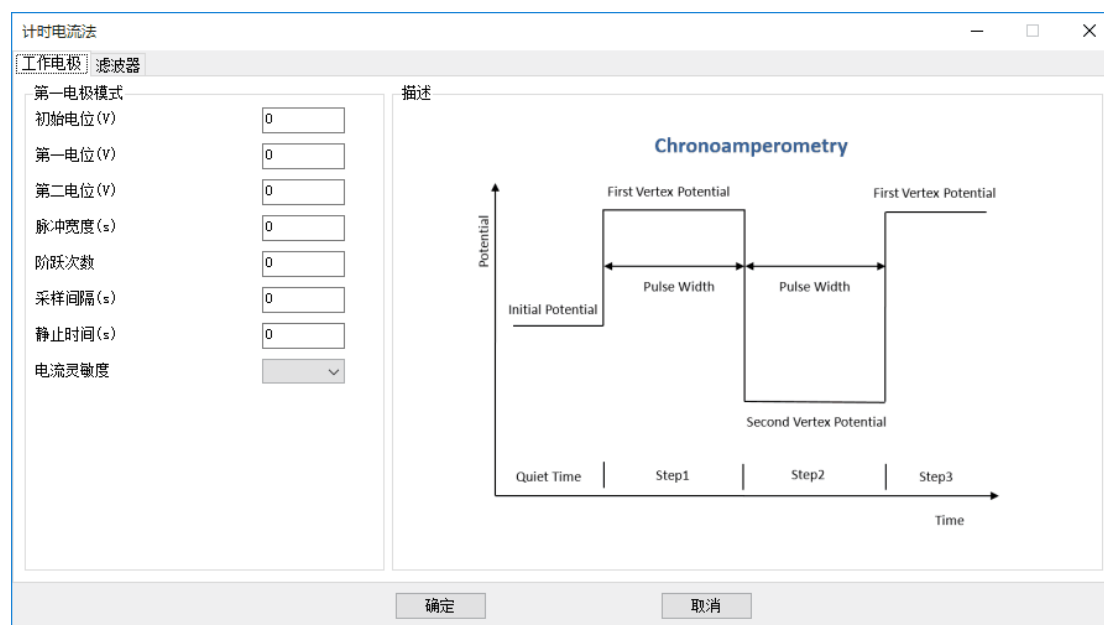 计时电流法
工作电极 滤波器
第一电极模式
初始电位(V) 0
第一电位(V) 0
第二电位(V) 0
脉冲宽度(s) 0
阶跃次数 0
采样间隔(s) 0
静止时间(s) 0
电流灵敏度
描述
Chronoamperometry
First Vertex Potential First Vertex Potential
Potential
Pulse Width Pulse Width
Initial Potential
Second Vertex Potential
Quiet Time Step1 Step2 Step3
Time
确定 取消